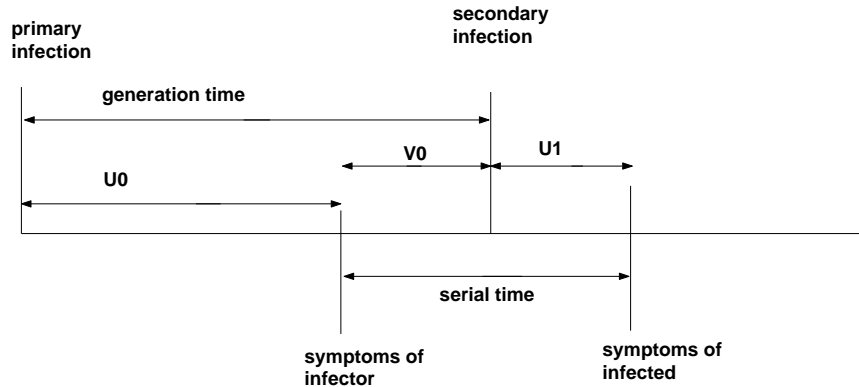 primary
infection
secondary
infection
generation time
V0
U1
U0
serial time
symptoms of
infector
symptoms of
infected